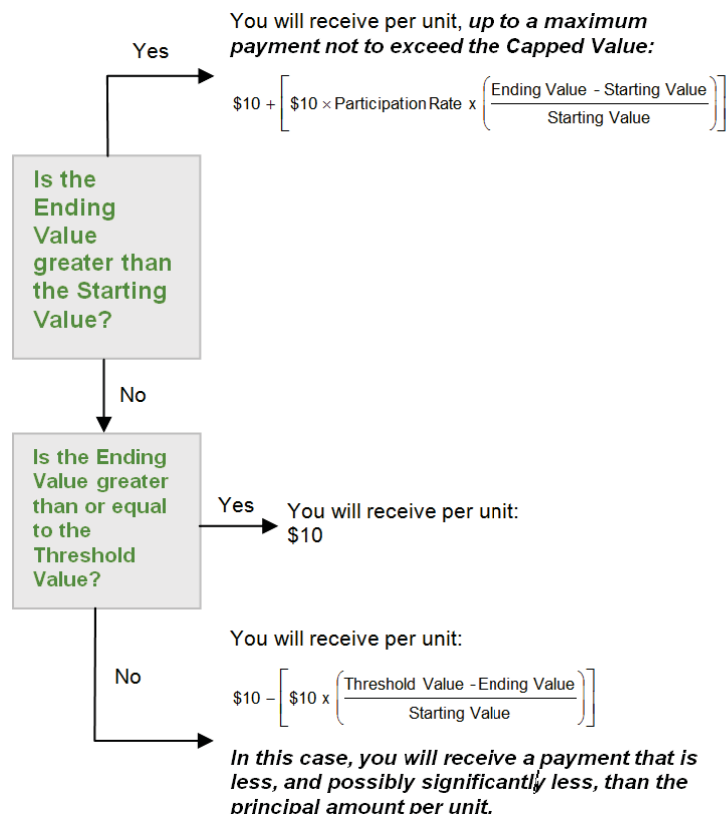 You will receive per unit, up to a maximum
payment not to exceed the Capped Value:
Yes
$10 + [ $10 × Participation Rate x ( Ending Value - Starting Value / Starting Value ) ]
Is the
Ending
Value
greater than
the Starting
Value?
No
Is the Ending
Value greater
than or equal
to the
Threshold
Value?
Yes
You will receive per unit:
$10
No
You will receive per unit:
$10 − [ $10 x ( Threshold Value - Ending Value / Starting Value ) ]
In this case, you will receive a payment that is
less, and possibly significantly less, than the
principal amount per unit.